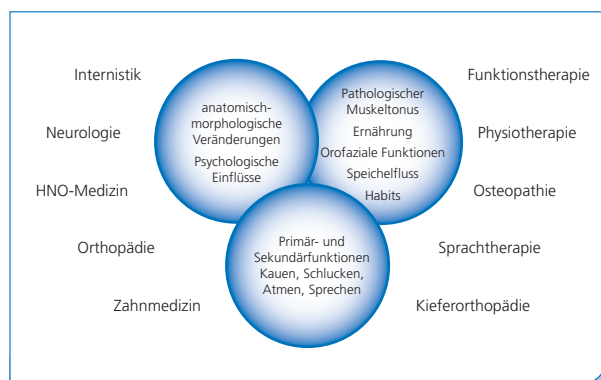 Internistik
Neurologie
HNO-Medizin
Orthopädie
Zahnmedizin
anatomisch-
morphologische
Veränderungen
Psychologische
Einflüsse
Pathologischer
Muskeltonus
Ernährung
Orofaziale Funktionen
Speichelfluss
Habits
Primär- und
Sekundärfunktionen
Kauen, Schlucken,
Atmen, Sprechen
Funktionstherapie
Physiotherapie
Osteopathie
Sprachtherapie
Kieferorthopädie